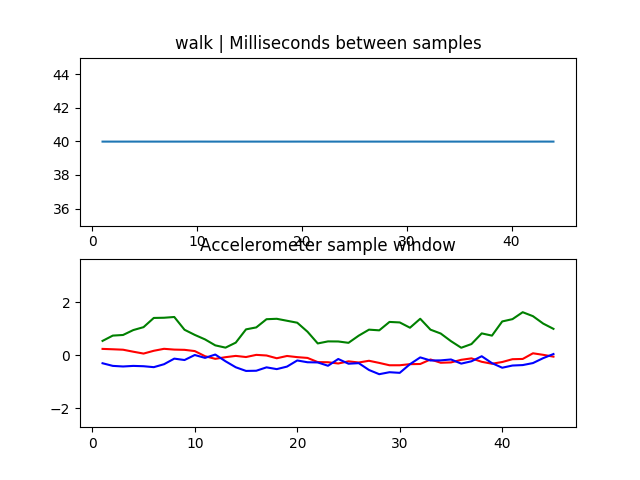 walk | Milliseconds between samples
44
42
40
38
36
0 10 20 30 40
Accelerometer sample window
2
0
−2
0 10 20 30 40